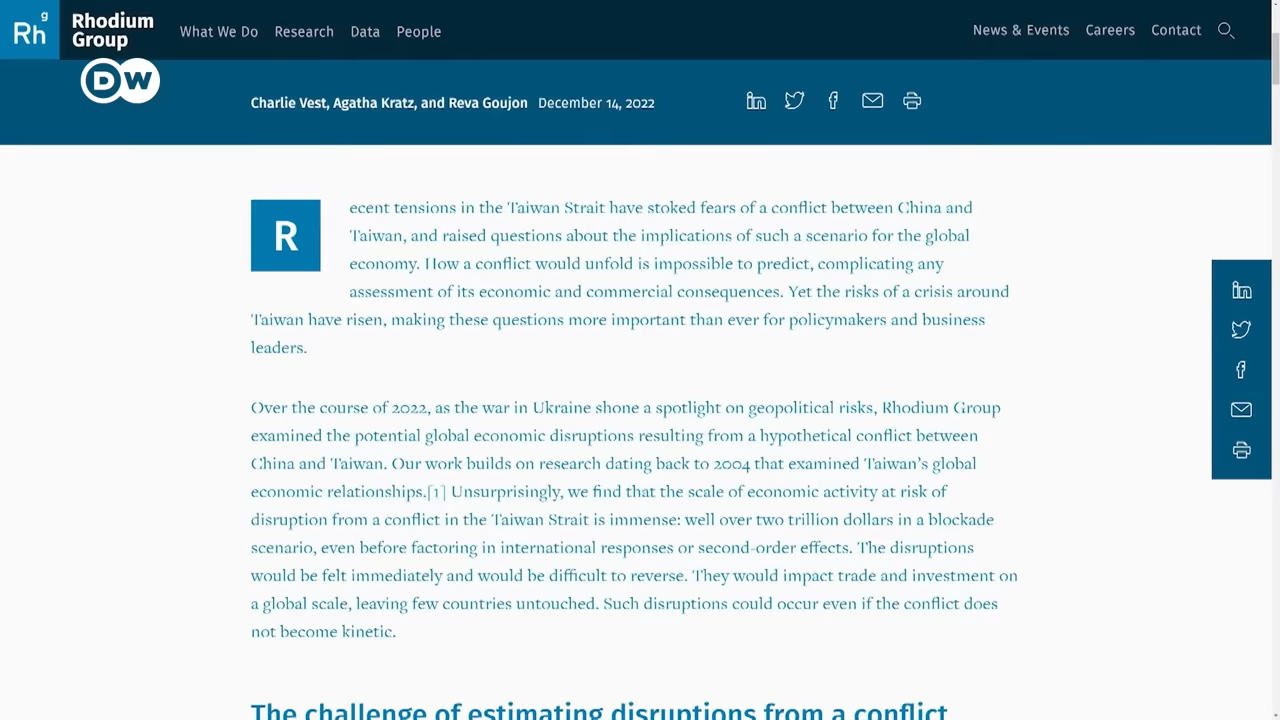 Rh g
Rhodium
Group
What We Do Research Data People
News & Events Careers Contact
DW
Charlie Vest, Agatha Kratz, and Reva Goujon December 14, 2022
Recent tensions in the Taiwan Strait have stoked fears of a conflict between China and
Taiwan, and raised questions about the implications of such a scenario for the global
economy. How a conflict would unfold is impossible to predict, complicating any
assessment of its economic and commercial consequences. Yet the risks of a crisis around
Taiwan have risen, making these questions more important than ever for policymakers and business
leaders.
Over the course of 2022, as the war in Ukraine shone a spotlight on geopolitical risks, Rhodium Group
examined the potential global economic disruptions resulting from a hypothetical conflict between
China and Taiwan. Our work builds on research dating back to 2004 that examined Taiwan’s global
economic relationships.[1] Unsurprisingly, we find that the scale of economic activity at risk of
disruption from a conflict in the Taiwan Strait is immense: well over two trillion dollars in a blockade
scenario, even before factoring in international responses or second-order effects. The disruptions
would be felt immediately and would be difficult to reverse. They would impact trade and investment on
a global scale, leaving few countries untouched. Such disruptions could occur even if the conflict does
not become kinetic.
The challenge of estimating disruptions from a conflict